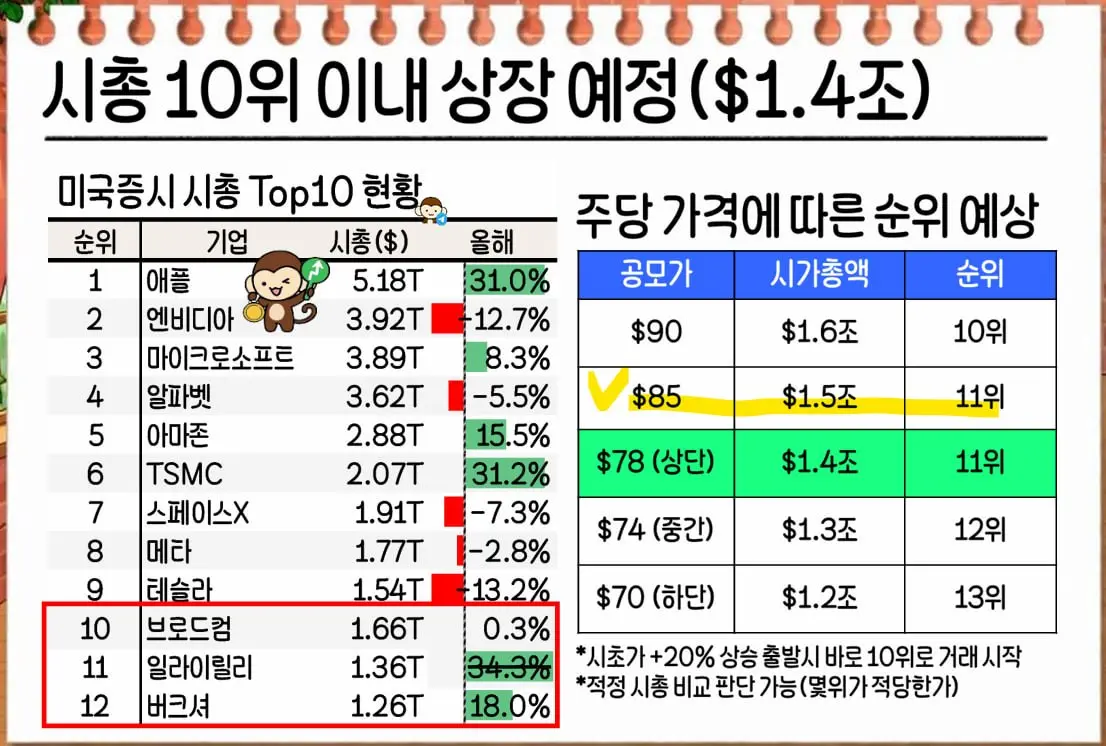 시총 10위 이내 상장 예정($1.4조)
미국증시 시총 Top10 현황
순위 기업 시총($) 올해
1 애플 5.18T 31.0%
2 엔비디아 3.92T -12.7%
3 마이크로소프트 3.89T 8.3%
4 알파벳 3.62T -5.5%
5 아마존 2.88T 15.5%
6 TSMC 2.07T 31.2%
7 스페이스X 1.91T -7.3%
8 메타 1.77T -2.8%
9 테슬라 1.54T -13.2%
10 브로드컴 1.66T 0.3%
11 일라이릴리 1.36T 34.3%
12 버크셔 1.26T 18.0%
주당 가격에 따른 순위 예상
공모가 시가총액 순위
$90 $1.6조 10위
$85 $1.5조 11위
$78 (상단) $1.4조 11위
$74 (중간) $1.3조 12위
$70 (하단) $1.2조 13위
*시초가 +20% 상승 출발시 바로 10위로 거래 시작
*적정 시총 비교 판단 가능(몇위가 적당한가)